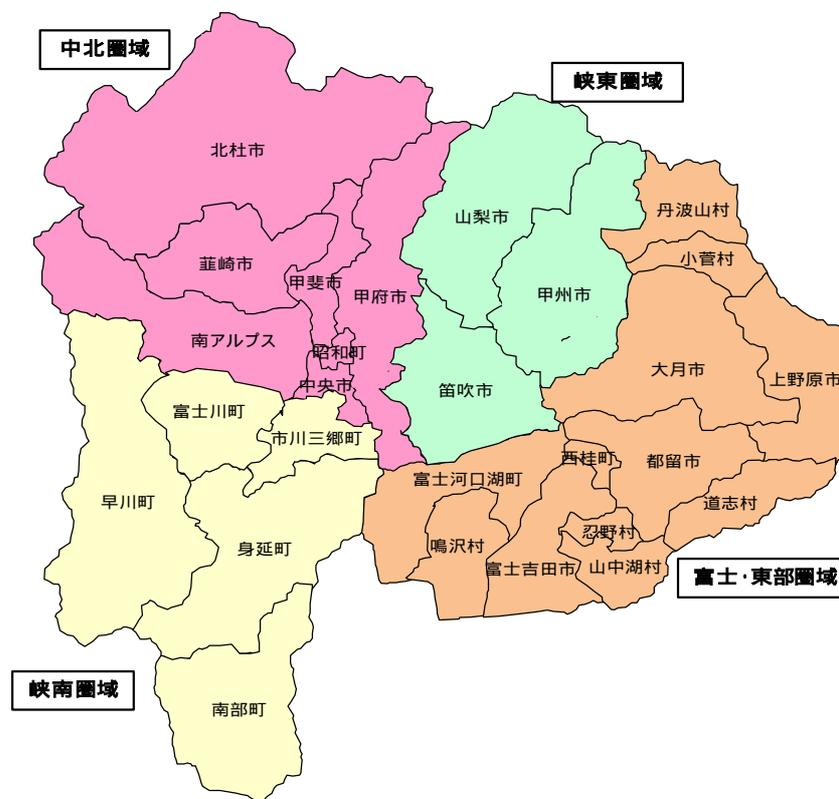 中北圏域
峡東圏域
北杜市
山梨市
丹波山村
小菅村
韮崎市
甲斐市
甲府市
甲州市
南アルプス
昭和町
大月市
上野原市
中央市
笛吹市
富士川町
市川三郷町
西桂町
都留市
富士河口湖町
早川町
道志村
忍野村
鳴沢村
身延町
富士吉田市
山中湖村
富士・東部圏域
峡南圏域
南部町